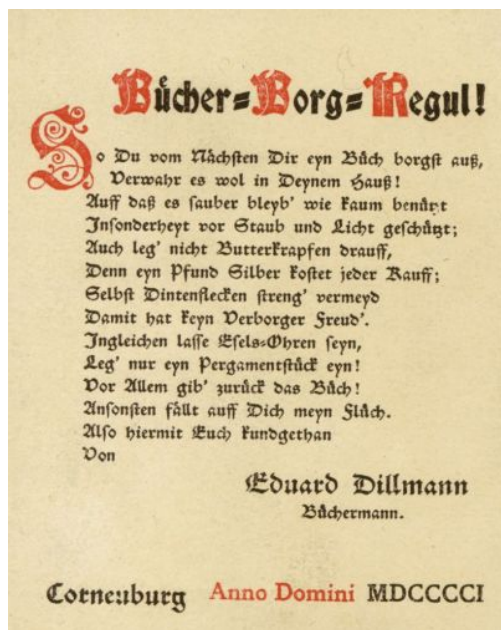 Bücher=Borg=Regul!
So Du vom Nächsten Dir eyn Büch borgst auß,
Verwahr es wol in Deynem Hauß!
Auff daß es sauber bleyb' wie kaum benützt
Insonderheyt vor Staub und Licht geschützt;
Auch leg' nicht Butterkrapfen drauff,
Denn eyn Pfund Silber kostet jeder Kauff;
Selbst Dintenflecken streng' vermeyd
Damit hat keyn Verborger Freud'.
Ingleichen lasse Esels=Ohren seyn,
Leg' nur eyn Pergamentstück eyn!
Vor Allem gib' zurück das Büch!
Ansonsten fällt auff Dich meyn Flüch.
Also hiermit Euch kundgethan
Von
Eduard Dillmann
Büchermann.
Corneuburg Anno Domini MDCCCCI